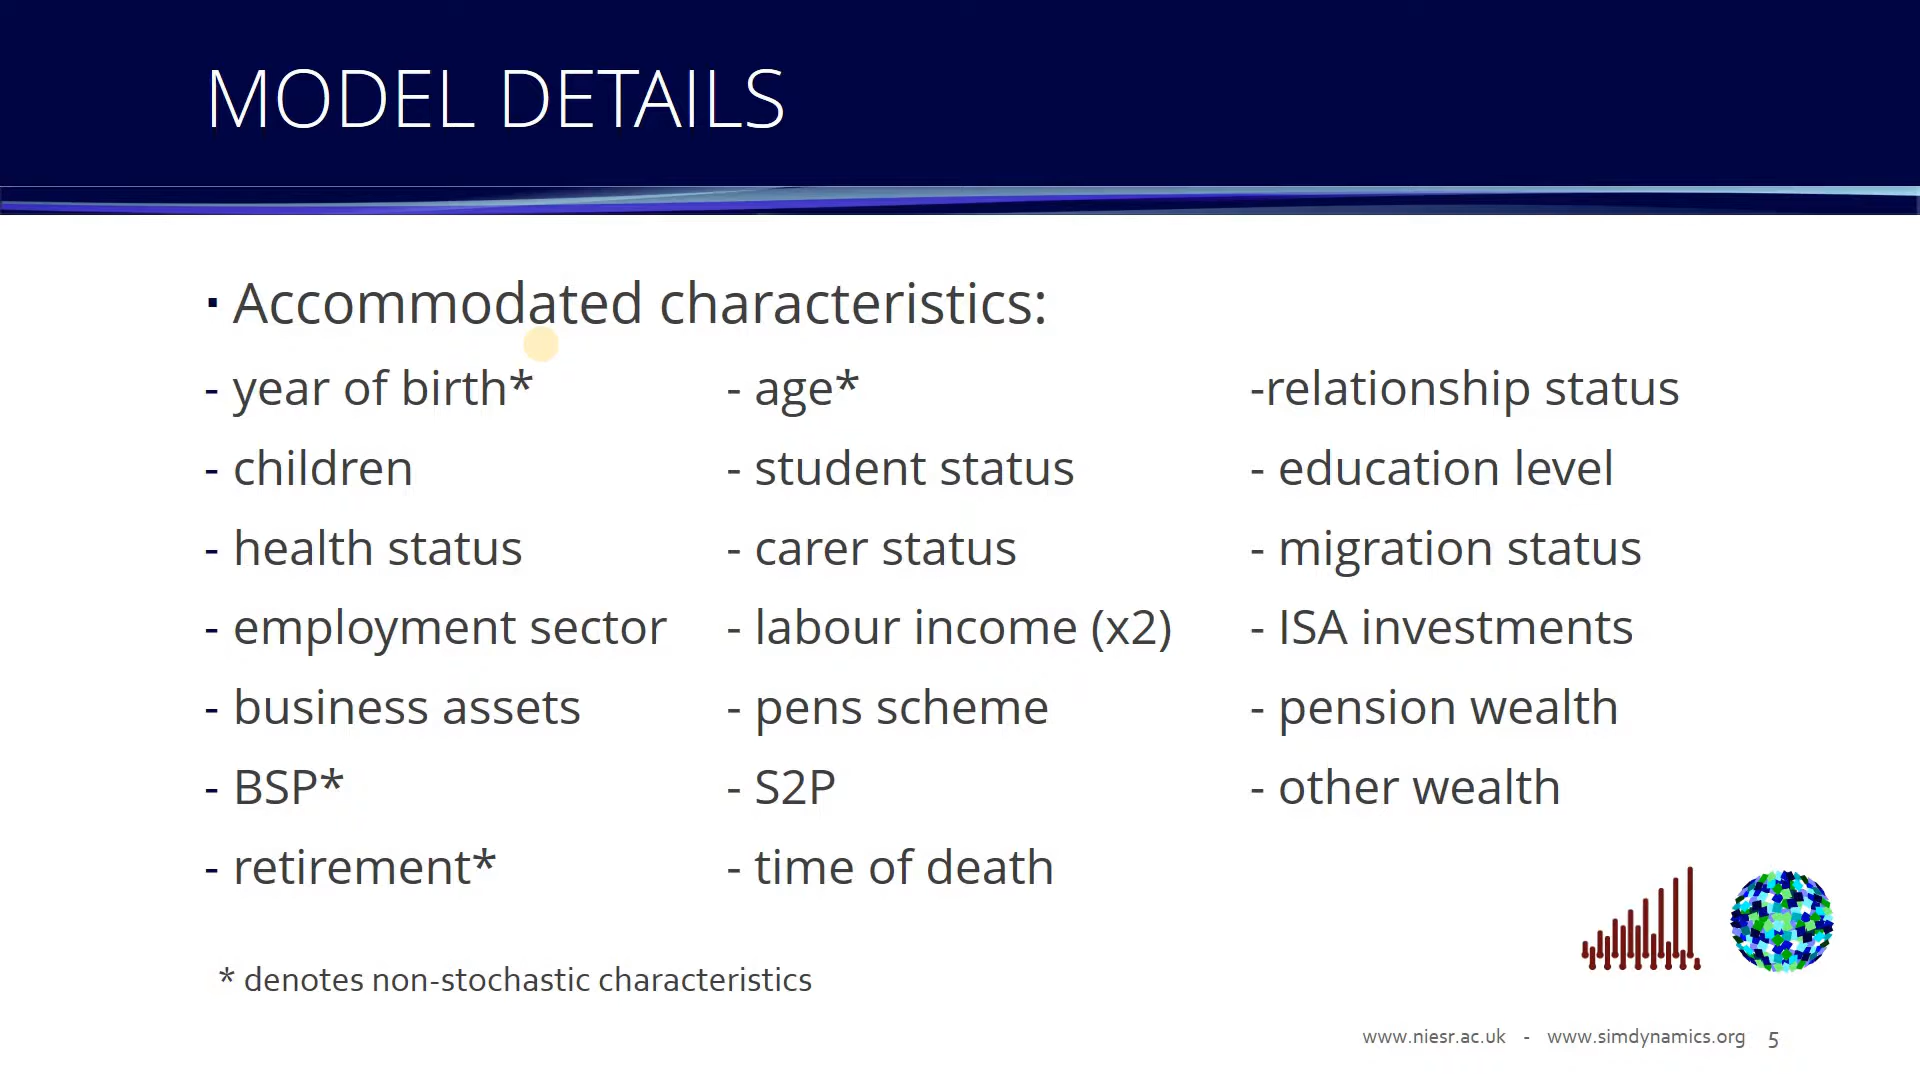 MODEL DETAILS
▪ Accommodated characteristics:
- year of birth* - age* -relationship status
- children - student status - education level
- health status - carer status - migration status
- employment sector - labour income (x2) - ISA investments
- business assets - pens scheme - pension wealth
- BSP* - S2P - other wealth
- retirement* - time of death
* denotes non-stochastic characteristics
www.niesr.ac.uk - www.simdynamics.org 5